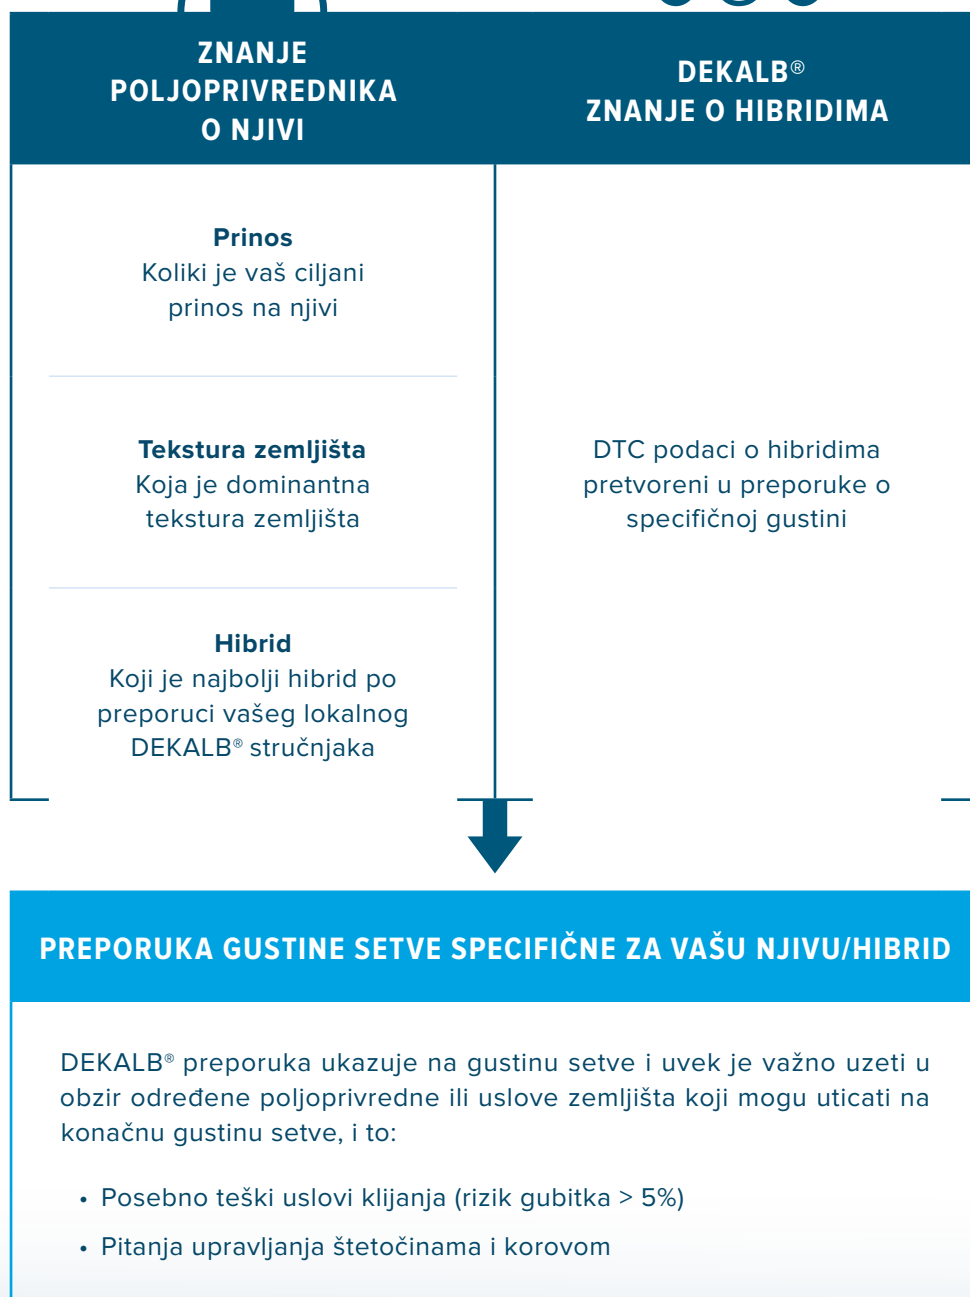 ZNANJE
POLJOPRIVREDNIKA
O NJIVI
DEKALB®
ZNANJE O HIBRIDIMA
Prinos
Koliki je vaš ciljani
prinos na njivi
Tekstura zemljišta
Koja je dominantna
tekstura zemljišta
Hibrid
Koji je najbolji hibrid po
preporuci vašeg lokalnog
DEKALB® stručnjaka
DTC podaci o hibridima
pretvoreni u preporuke o
specifičnoj gustini
PREPORUKA GUSTINE SETVE SPECIFIČNE ZA VAŠU NJIVU/HIBRID
DEKALB® preporuka ukazuje na gustinu setve i uvek je važno uzeti u
obzir određene poljoprivredne ili uslove zemljišta koji mogu uticati na
konačnu gustinu setve, i to:
• Posebno teški uslovi klijanja (rizik gubitka > 5%)
• Pitanja upravljanja štetočinama i korovom